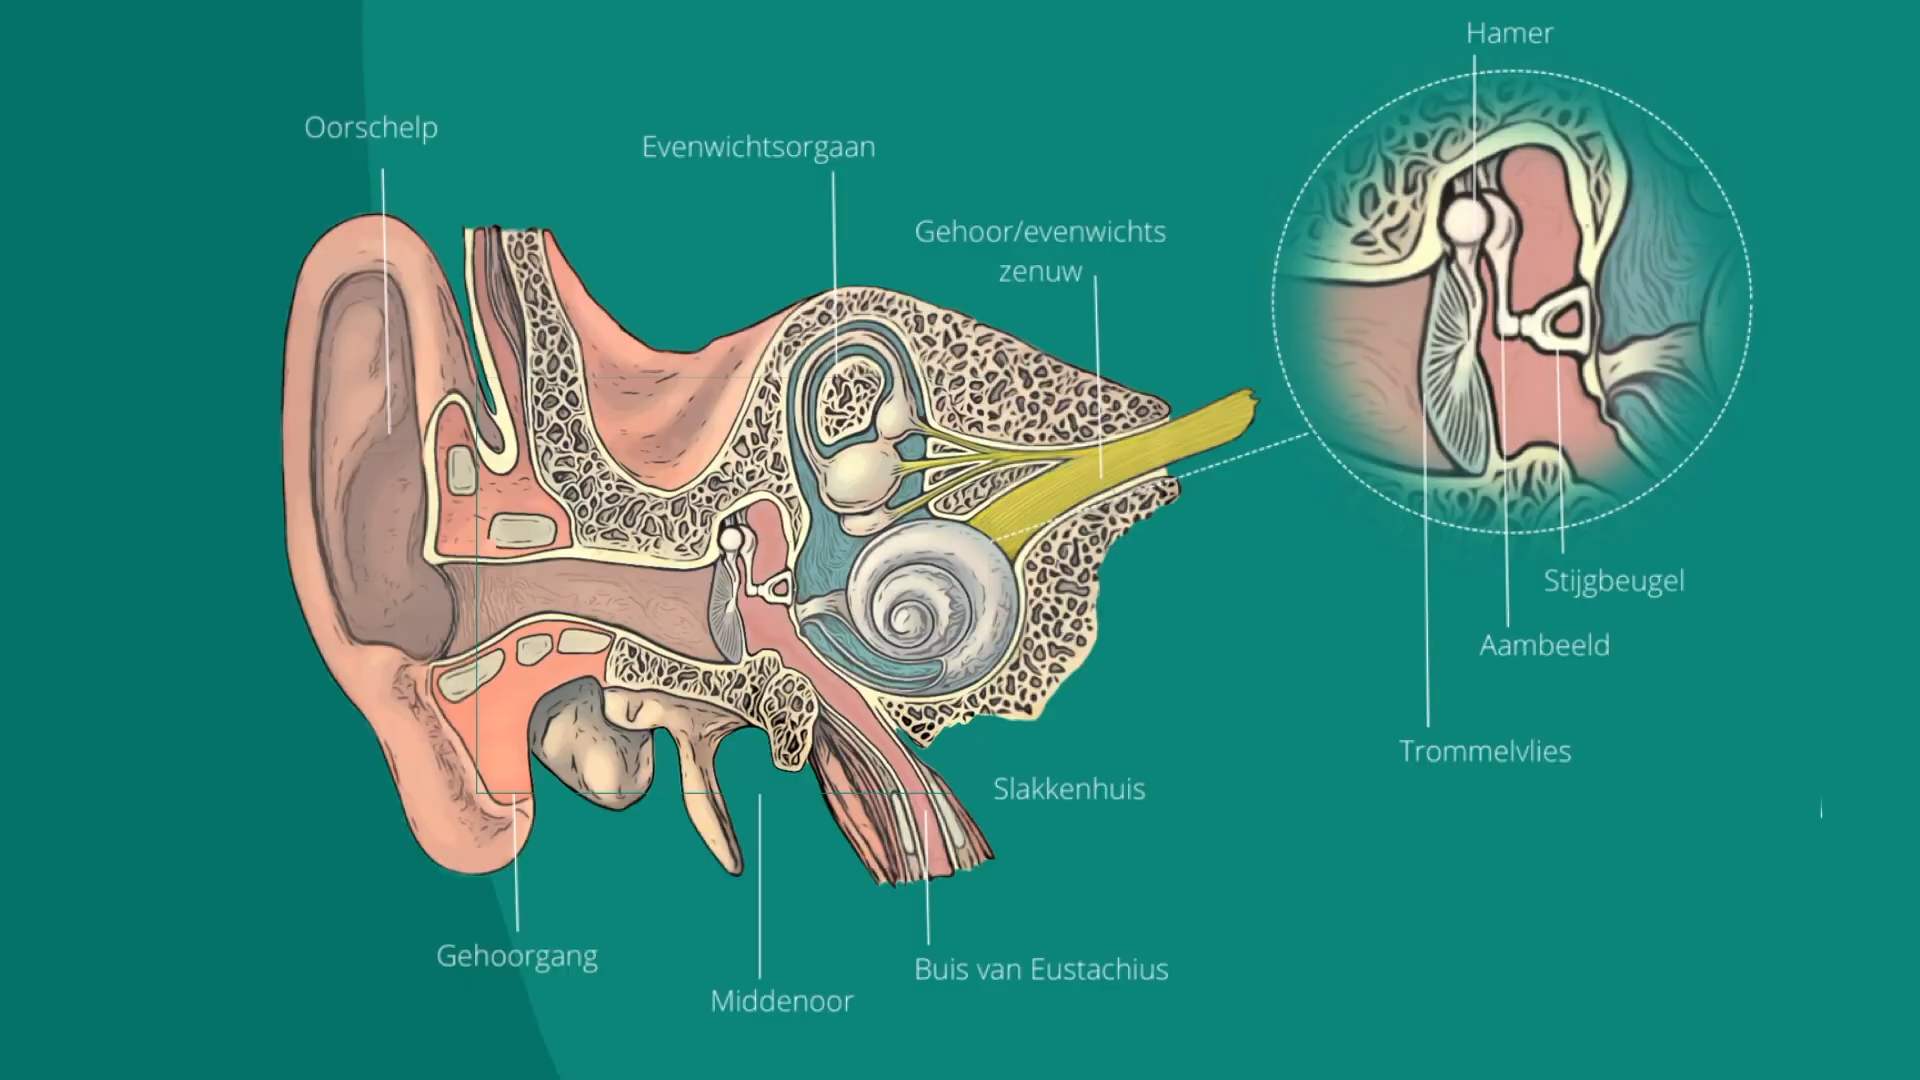 Hamer
Oorschelp
Evenwichtsorgaan
Gehoor/evenwichts
zenuw
Stijgbeugel
Aambeeld
Trommelvlies
Slakkenhuis
Gehoorgang
Buis van Eustachius
Middenoor